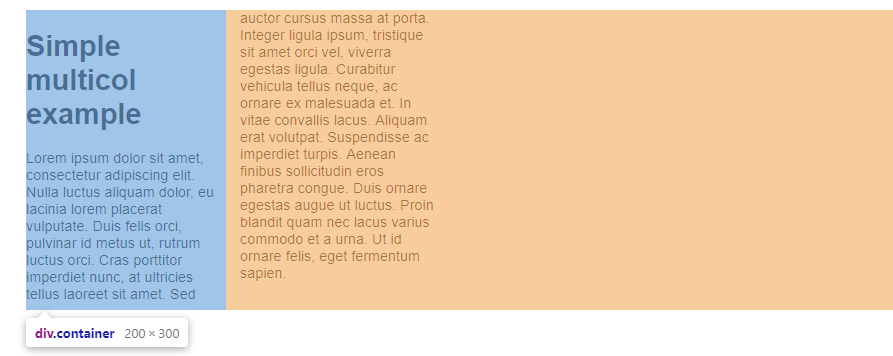 Simple
multicol
example
Lorem ipsum dolor sit amet,
consectetur adipiscing elit.
Nulla luctus aliquam dolor, eu
lacinia lorem placerat
vulputate. Duis felis orci,
pulvinar id metus ut, rutrum
luctus orci. Cras porttitor
imperdiet nunc, at ultricies
tellus laoreet sit amet. Sed
auctor cursus massa at porta.
Integer ligula ipsum, tristique
sit amet orci vel, viverra
egestas ligula. Curabitur
vehicula tellus neque, ac
ornare ex malesuada et. In
vitae convallis lacus. Aliquam
erat volutpat. Suspendisse ac
imperdiet turpis. Aenean
finibus sollicitudin eros
pharetra congue. Duis ornare
egestas augue ut luctus. Proin
blandit quam nec lacus varius
commodo et a urna. Ut id
ornare felis, eget fermentum
sapien.
div.container 200 × 300